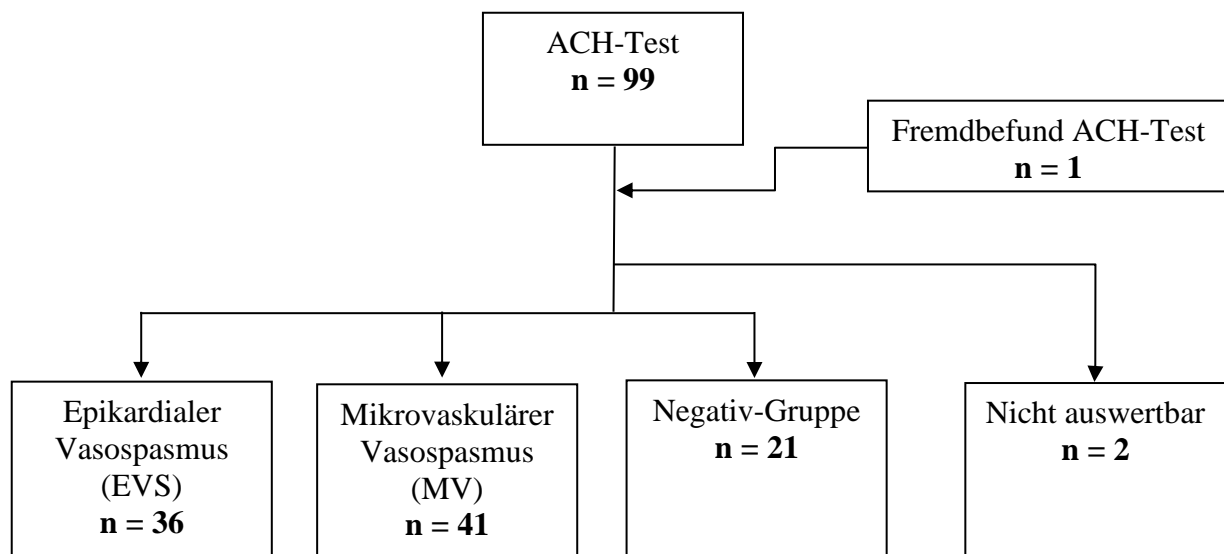 ACH-Test
n = 99
Fremdbefund ACH-Test
n = 1
Epikardialer
Vasospasmus
(EVS)
n = 36
Mikrovaskulärer
Vasospasmus
(MV)
n = 41
Negativ-Gruppe
n = 21
Nicht auswertbar
n = 2